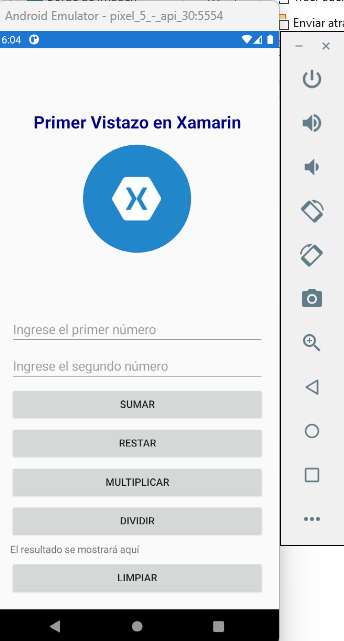 Android Emulator - pixel_5_-_api_30:5554
Enviar atra
6:04
Primer Vistazo en Xamarin
X
Ingrese el primer número
Ingrese el segundo número
SUMAR
RESTAR
MULTIPLICAR
DIVIDIR
El resultado se mostrará aquí
LIMPIAR